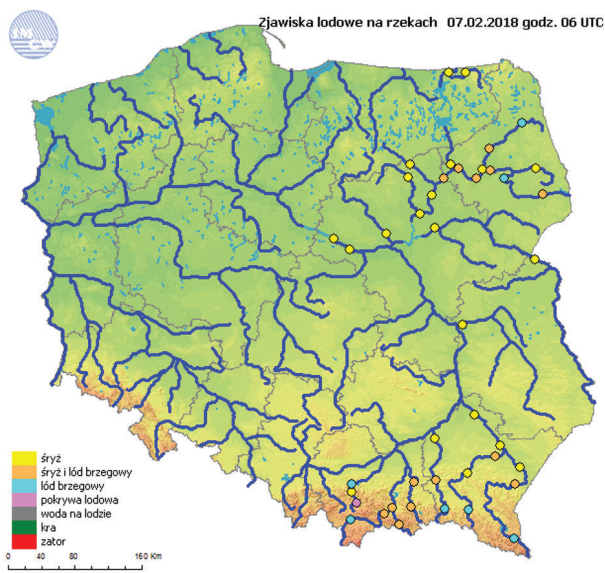 Zjawiska lodowe na rzekach 07.02.2018 godz. 06 UTC
śryż
śryż i lód brzegowy
lód brzegowy
pokrywa lodowa
woda na lodzie
kra
zator
0 40 80 160 Km